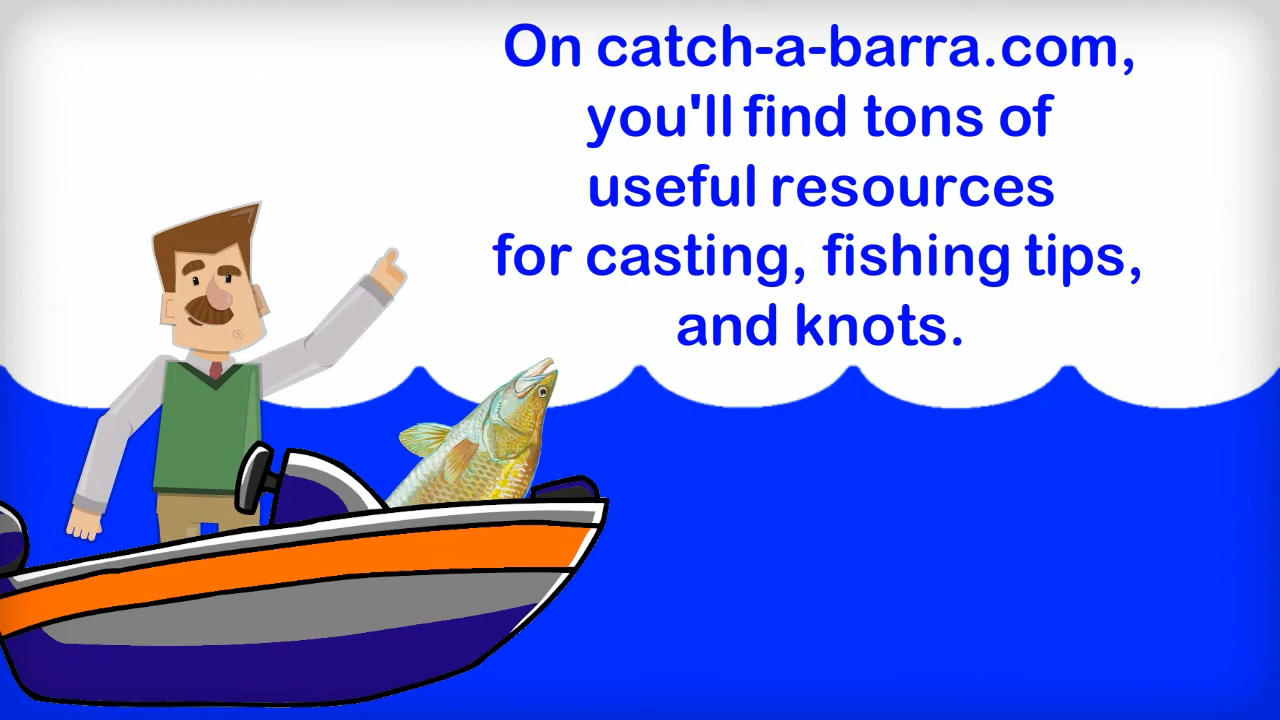 On catch-a-barra.com,
you'll find tons of
useful resources
for casting, fishing tips,
and knots.